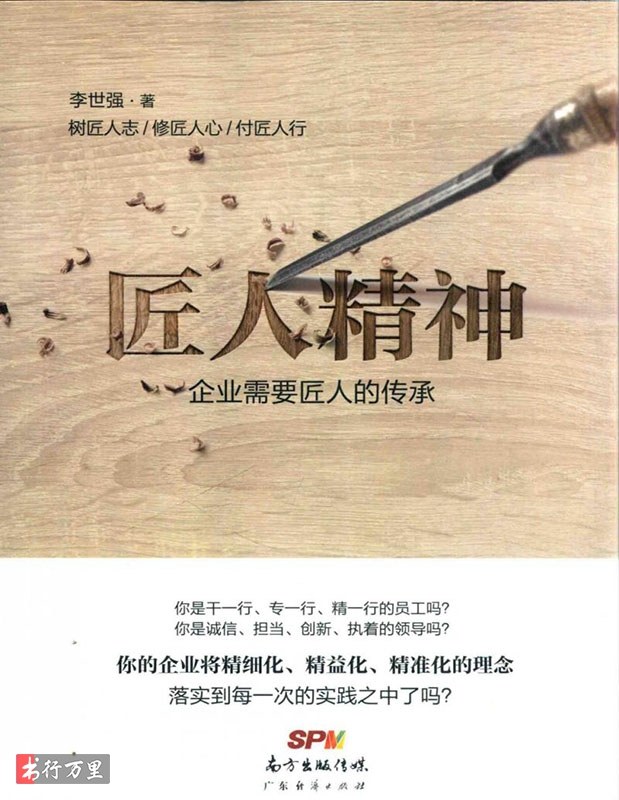 李世强·著
树匠人志/修匠人心/付匠人行
匠人精神
企业需要匠人的传承
你是干一行、专一行、精一行的员工吗?
你是诚信、担当、创新、执着的领导吗?
你的企业将精细化、精益化、精准化的理念
落实到每一次的实践之中了吗?
SPM
南方出版传媒
广东经济出版社
书行万里